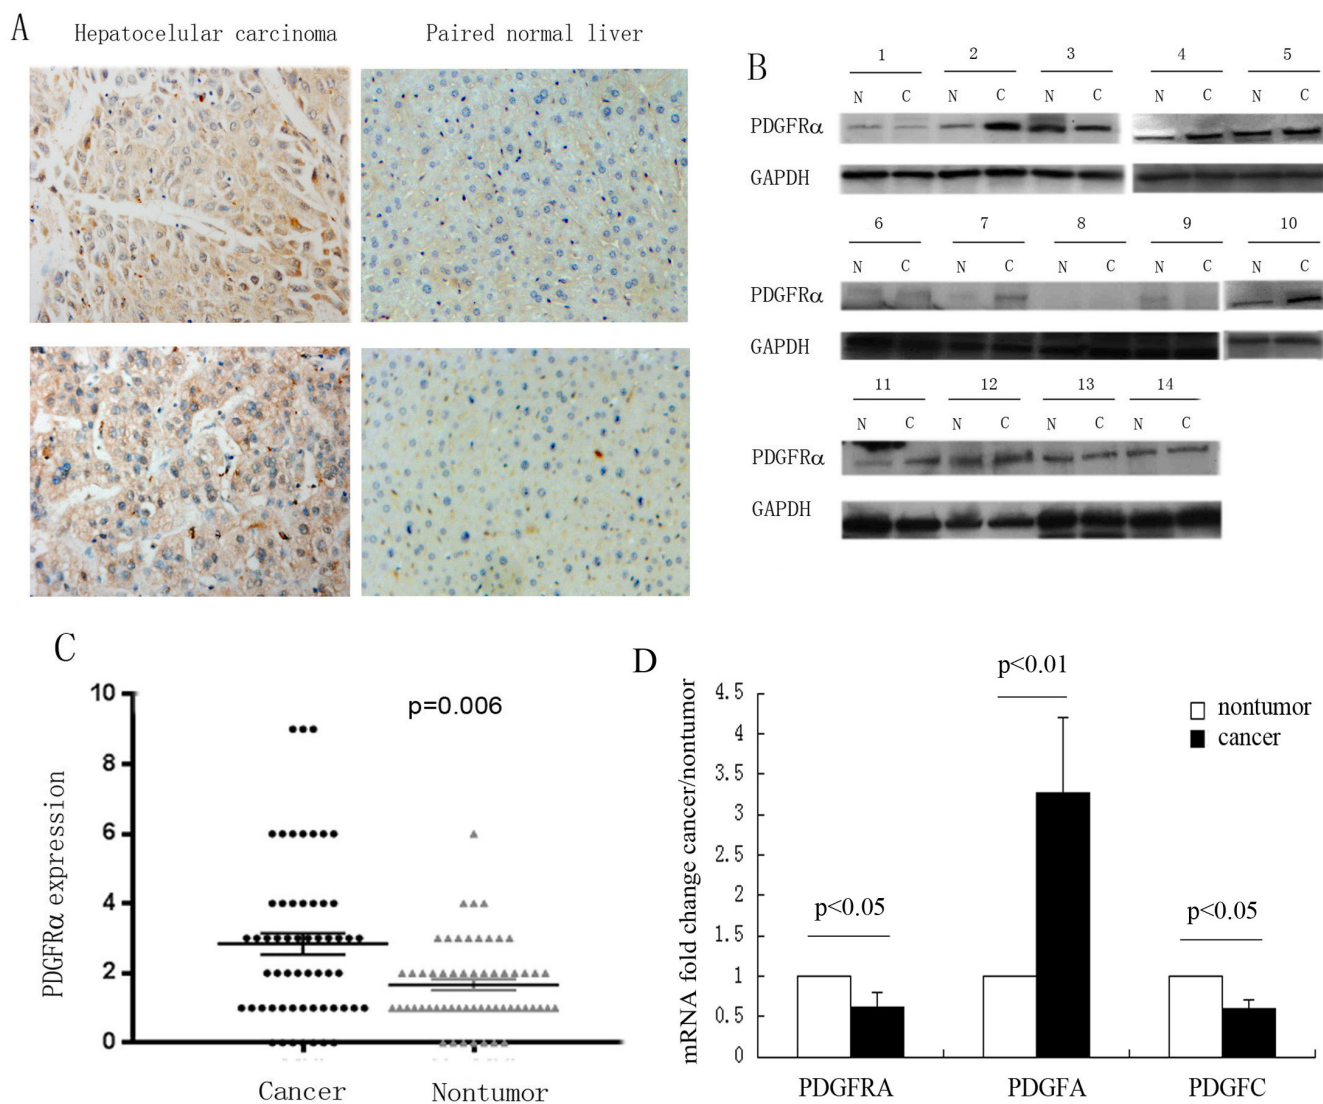 A
Hepatocelular carcinoma
Paired normal liver
B
1 2 3 4 5
N C N C N C N C N C
PDGFRα
GAPDH
6 7 8 9 10
N C N C N C N C N C
PDGFRα
GAPDH
11 12 13 14
N C N C N C N C
PDGFRα
GAPDH
C
p=0.006
PDGFRα expression
10
8
6
4
2
0
Cancer
Nontumor
D
p<0.01
p<0.05
p<0.05
nontumor
cancer
mRNA fold change cancer/nontumor
4.5
4
3.5
3
2.5
2
1.5
1
0.5
0
PDGFRA
PDGFA
PDGFC